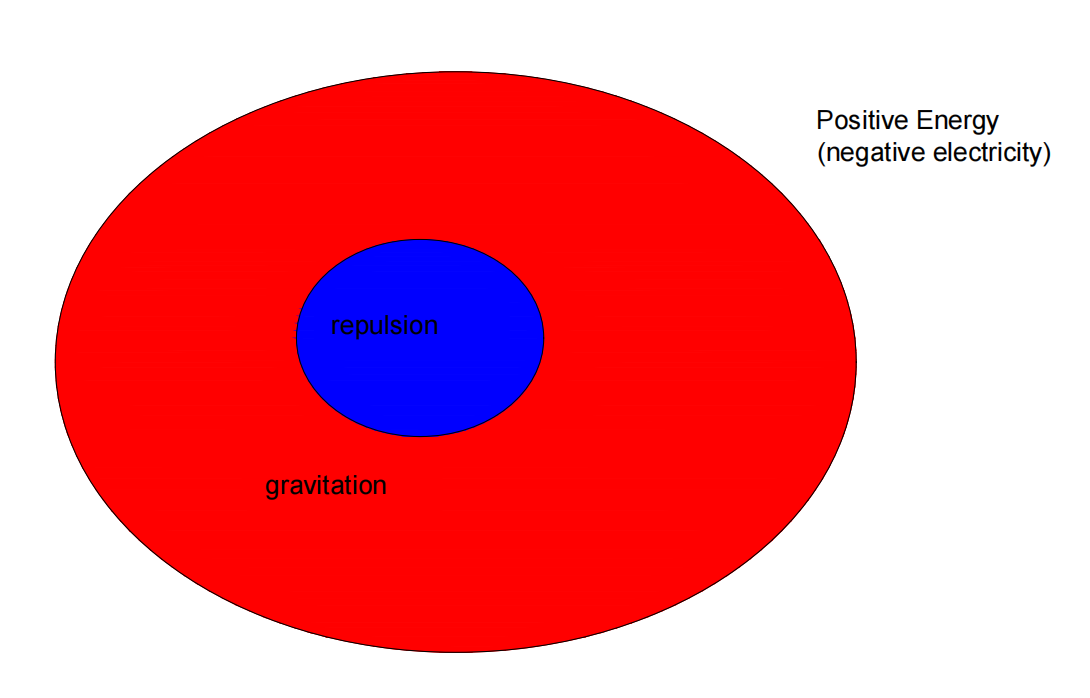 Positive Energy
(negative electricity)
repulsion
gravitation